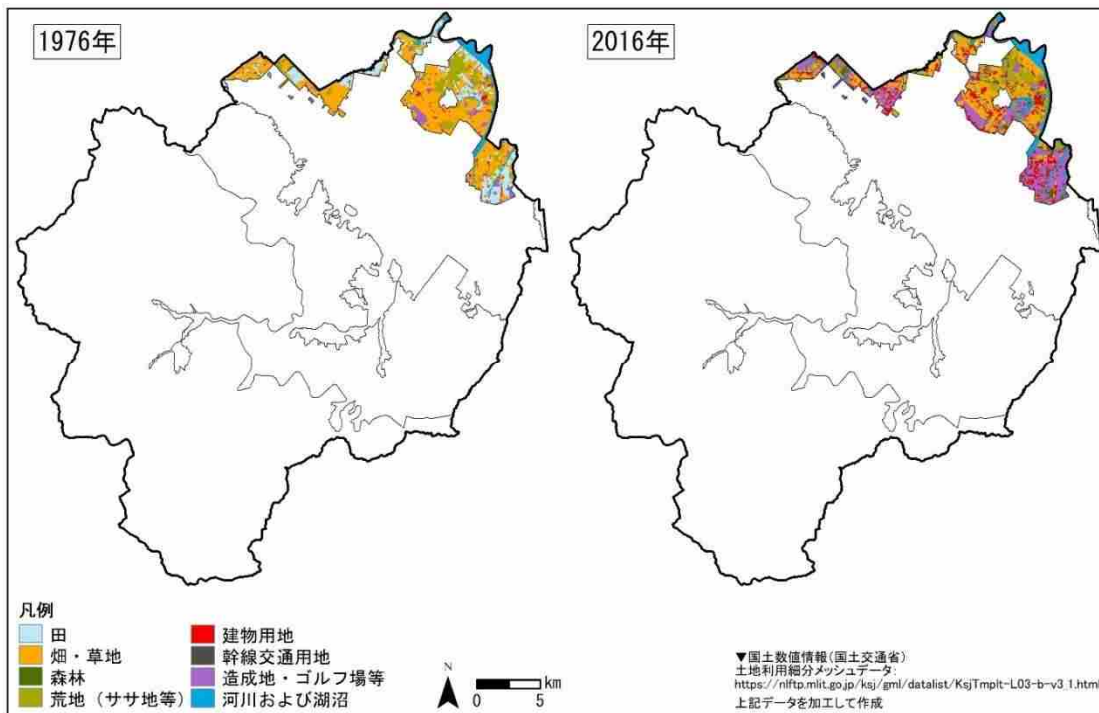 1976年
2016年
凡例
田
畑・草地
森林
荒地（ササ地等）
建物用地
幹線交通用地
造成地・ゴルフ場等
河川および湖沼
N
0 5 km
▼国土数値情報(国土交通省)
土地利用細分メッシュデータ:
https://nlftp.mlit.go.jp/ksj/gml/datalist/KsjTmplt-L03-b-v3_1.html
上記データを加工して作成